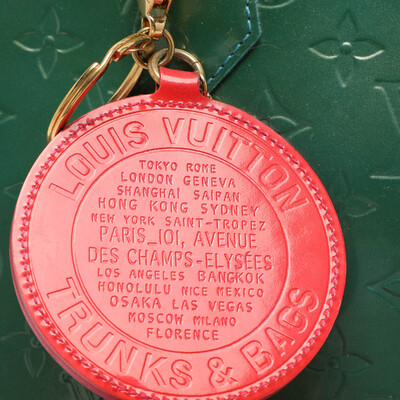 LOUIS VUITTON
TOKYO ROME
LONDON GENEVA
SHANGHAI SAIPAN
HONG KONG SYDNEY
NEW YORK SAINT-TROPEZ
PARIS_101, AVENUE
DES CHAMPS-ELYSÉES
LOS ANGELES BANGKOK
HONOLULU NICE MEXICO
OSAKA LAS VEGAS
MOSCOW MILANO
FLORENCE
TRUNKS & BAGS